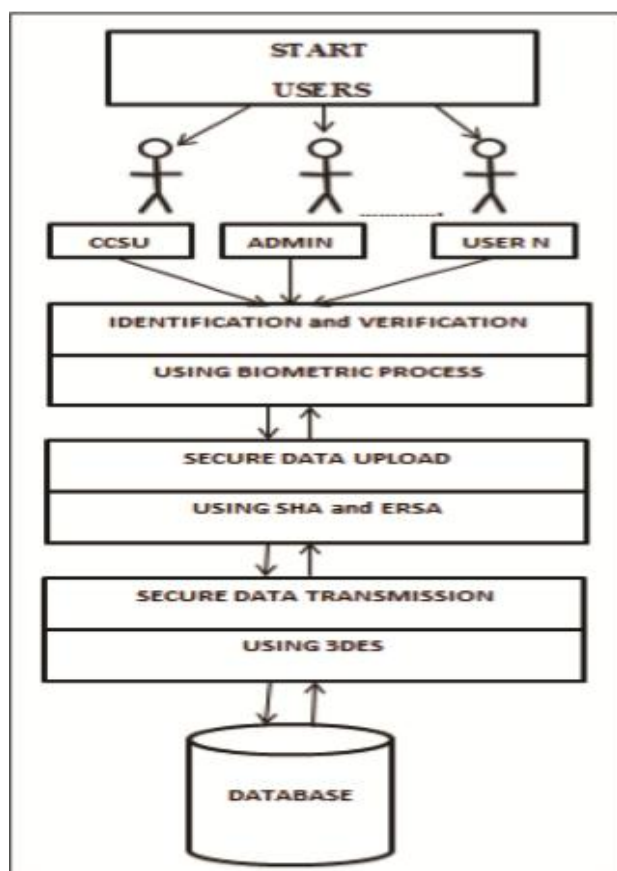 START
USERS
CCSU
ADMIN
USER N
IDENTIFICATION and VERIFICATION
USING BIOMETRIC PROCESS
SECURE DATA UPLOAD
USING SHA and ERSA
SECURE DATA TRANSMISSION
USING 3DES
DATABASE